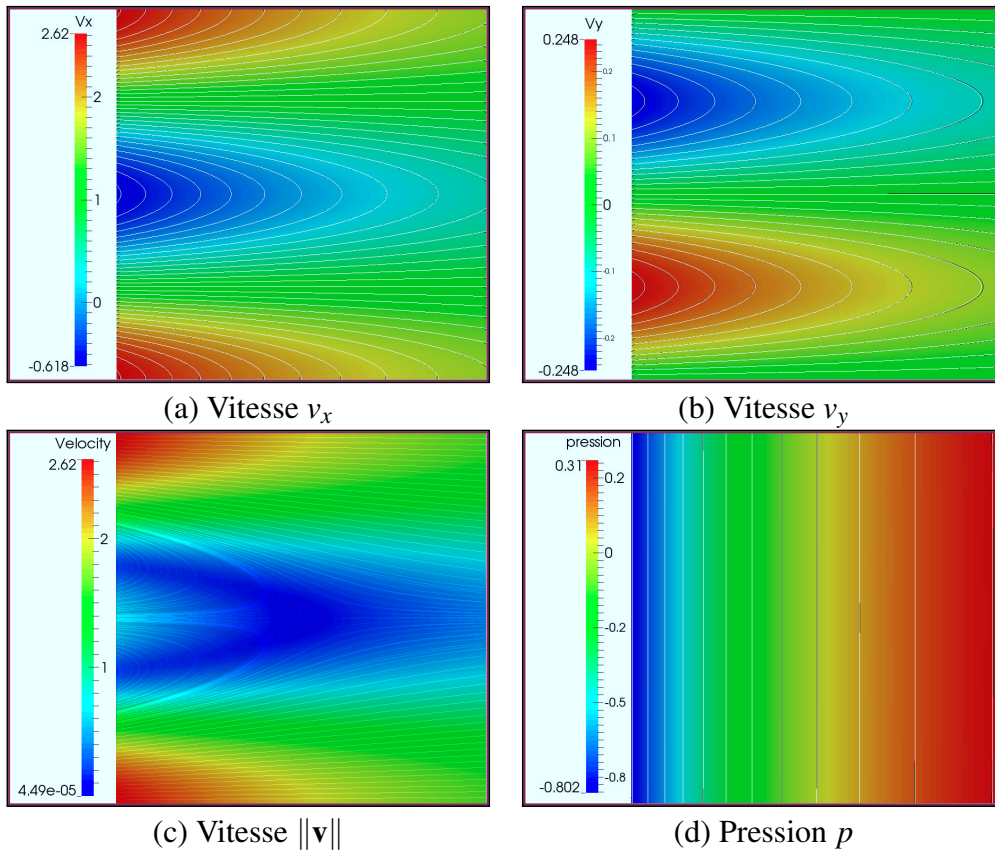 Vx
2.62
2
1
0
-0.618
(a) Vitesse vₓ
Vy
0.248
0.2
0.1
0
-0.1
-0.2
-0.248
(b) Vitesse v_y
Velocity
2.62
2
1
4.49e-05
(c) Vitesse ||v||
pression
0.31
0.2
0
-0.2
-0.5
-0.8
-0.802
(d) Pression p